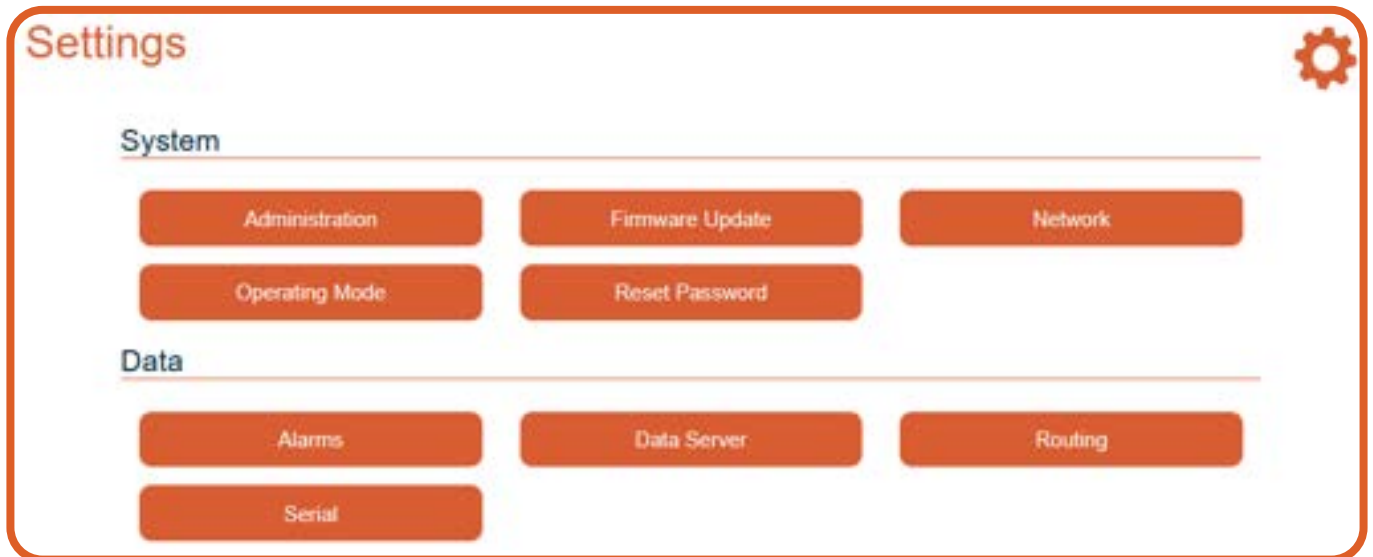 Settings
System
Administration Firmware Update Network
Operating Mode Reset Password
Data
Alarms Data Server Routing
Serial